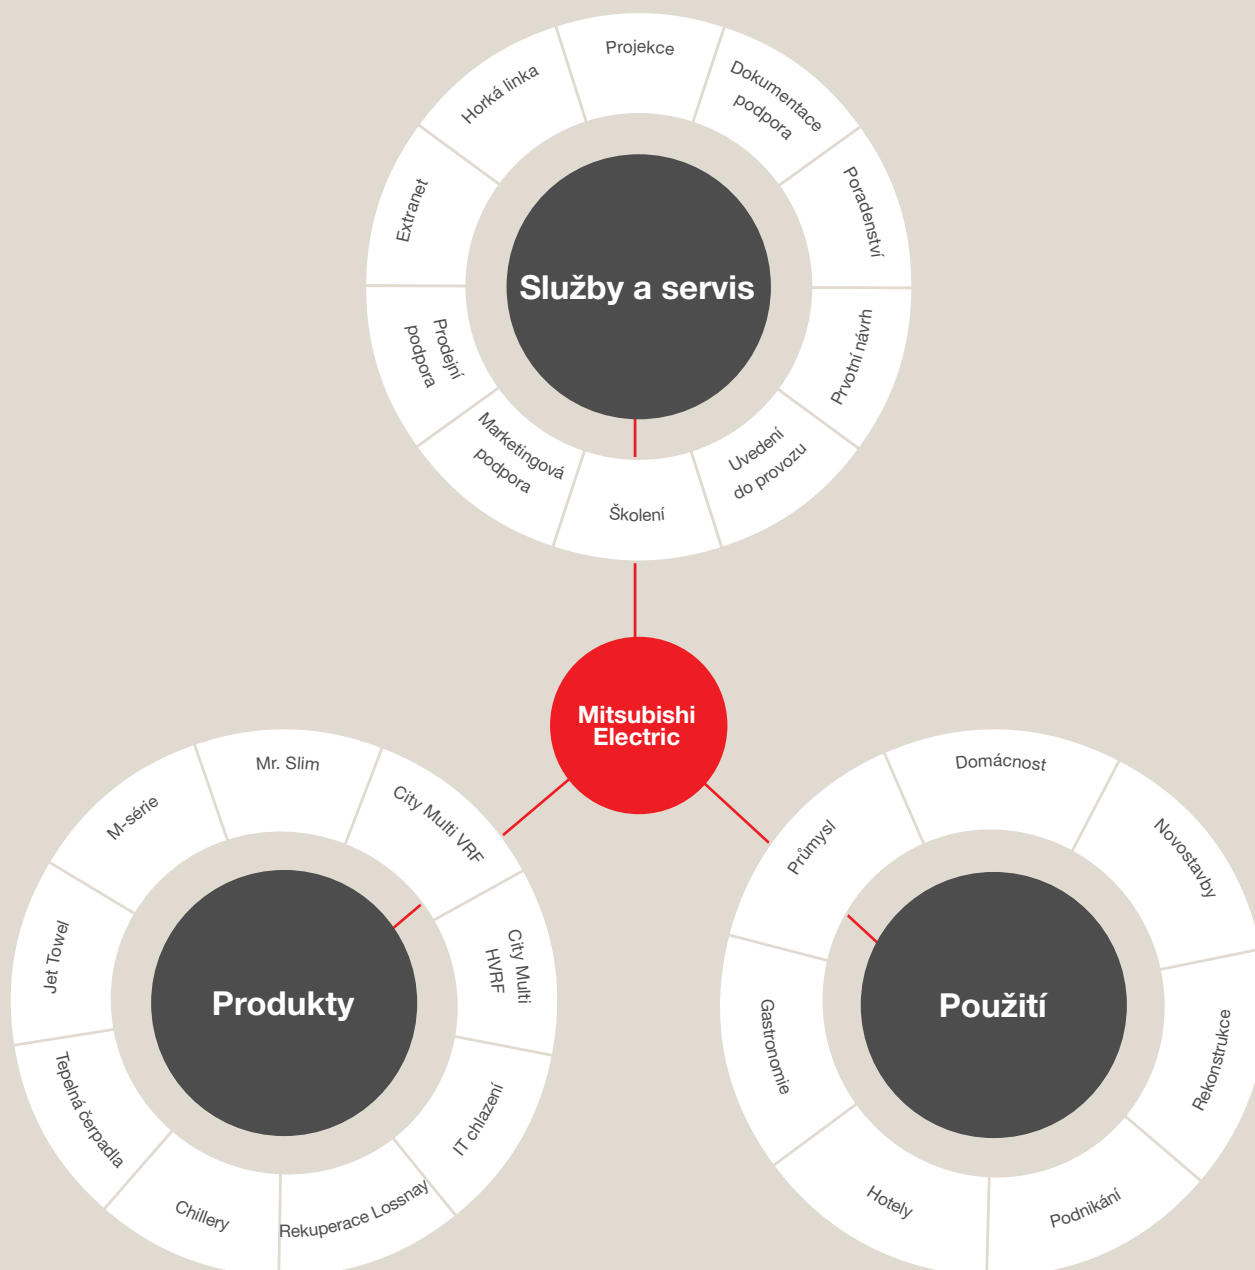 Projekce
Dokumentace
podpora
Poradenství
Prvotní návrh
Uvedení
do provozu
Školení
Marketingová
podpora
Prodejní
podpora
Extranet
Horká linka
Služby a servis
Mitsubishi
Electric
Mr. Slim
City Multi VRF
City Multi
HVRF
IT chlazení
Rekuperace Lossnay
Chillery
Tepelná čerpadla
Jet Towel
M-série
Produkty
Domácnost
Novostavby
Rekonstrukce
Podnikání
Hotely
Gastronomie
Průmysl
Použití